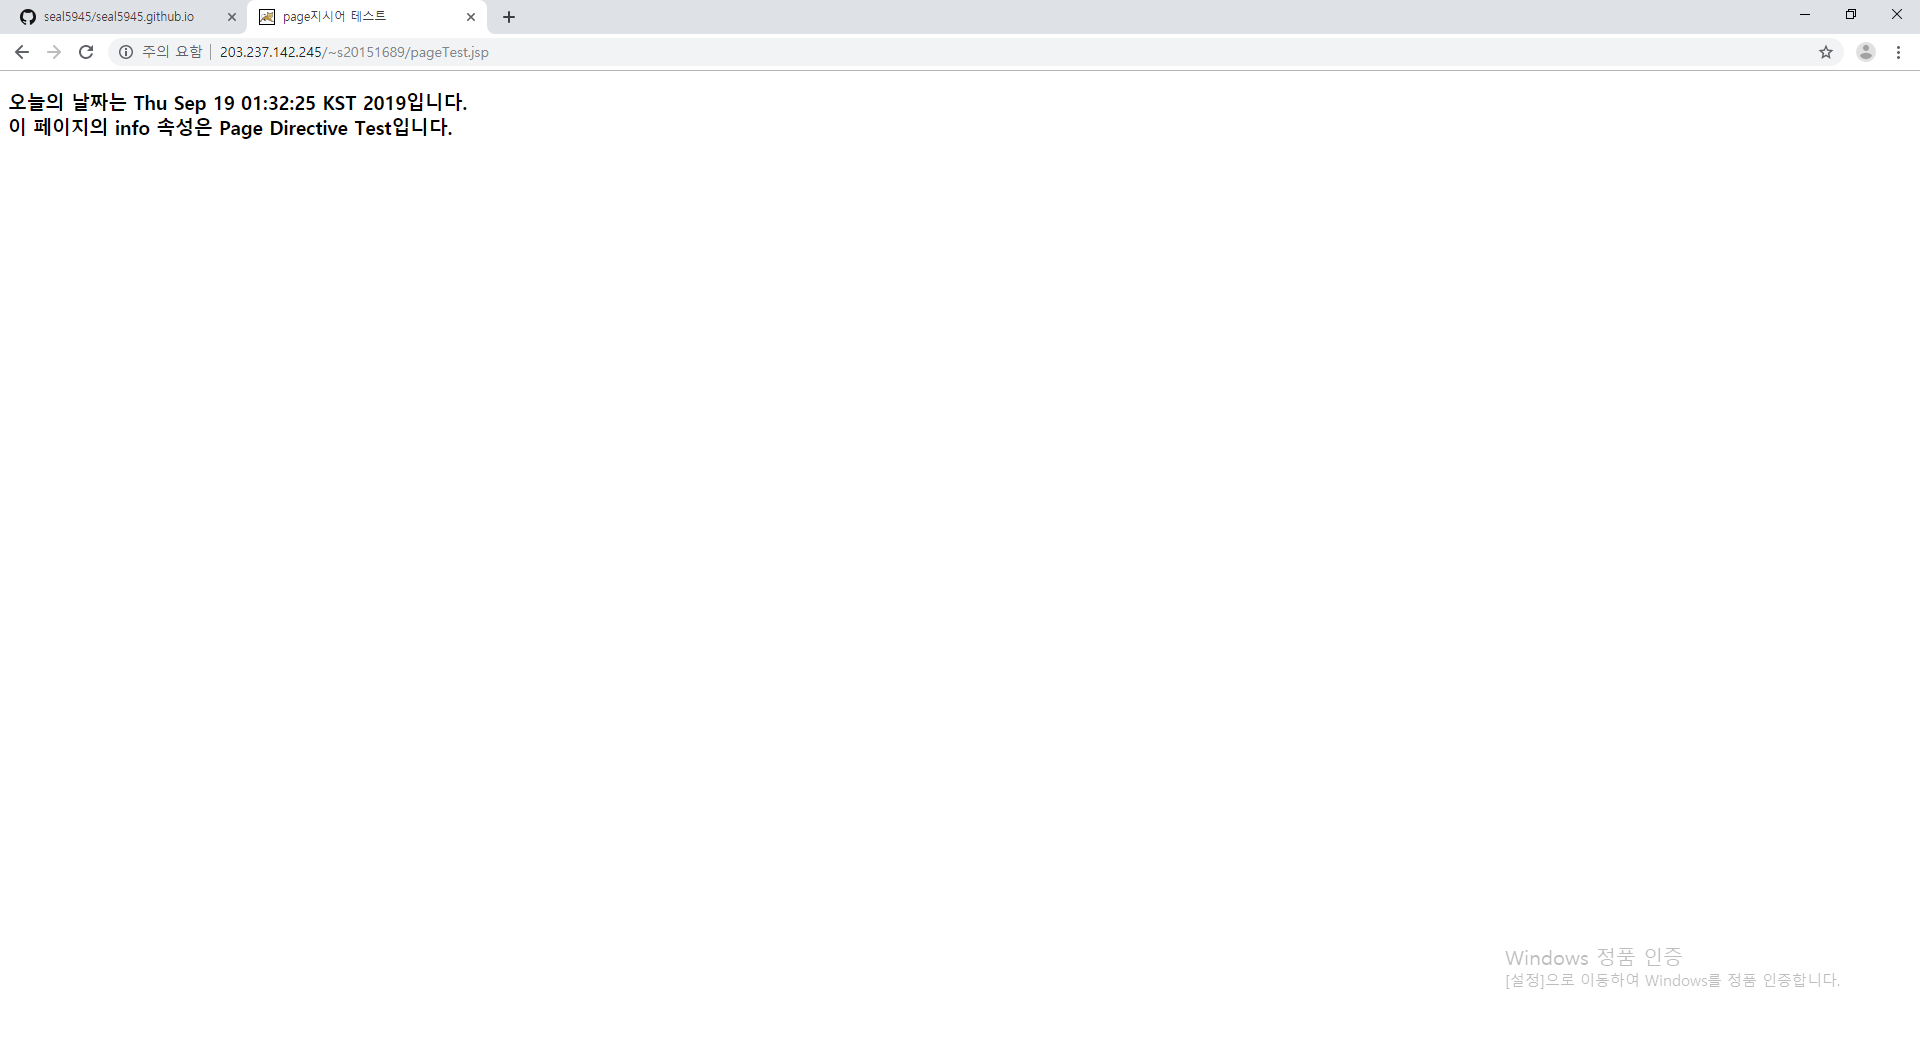 seal5945/seal5945.github.io
page지시어 테스트
주의 요함 | 203.237.142.245/~s20151689/pageTest.jsp
오늘의 날짜는 Thu Sep 19 01:32:25 KST 2019입니다.
이 페이지의 info 속성은 Page Directive Test입니다.
Windows 정품 인증
[설정]으로 이동하여 Windows를 정품 인증합니다.